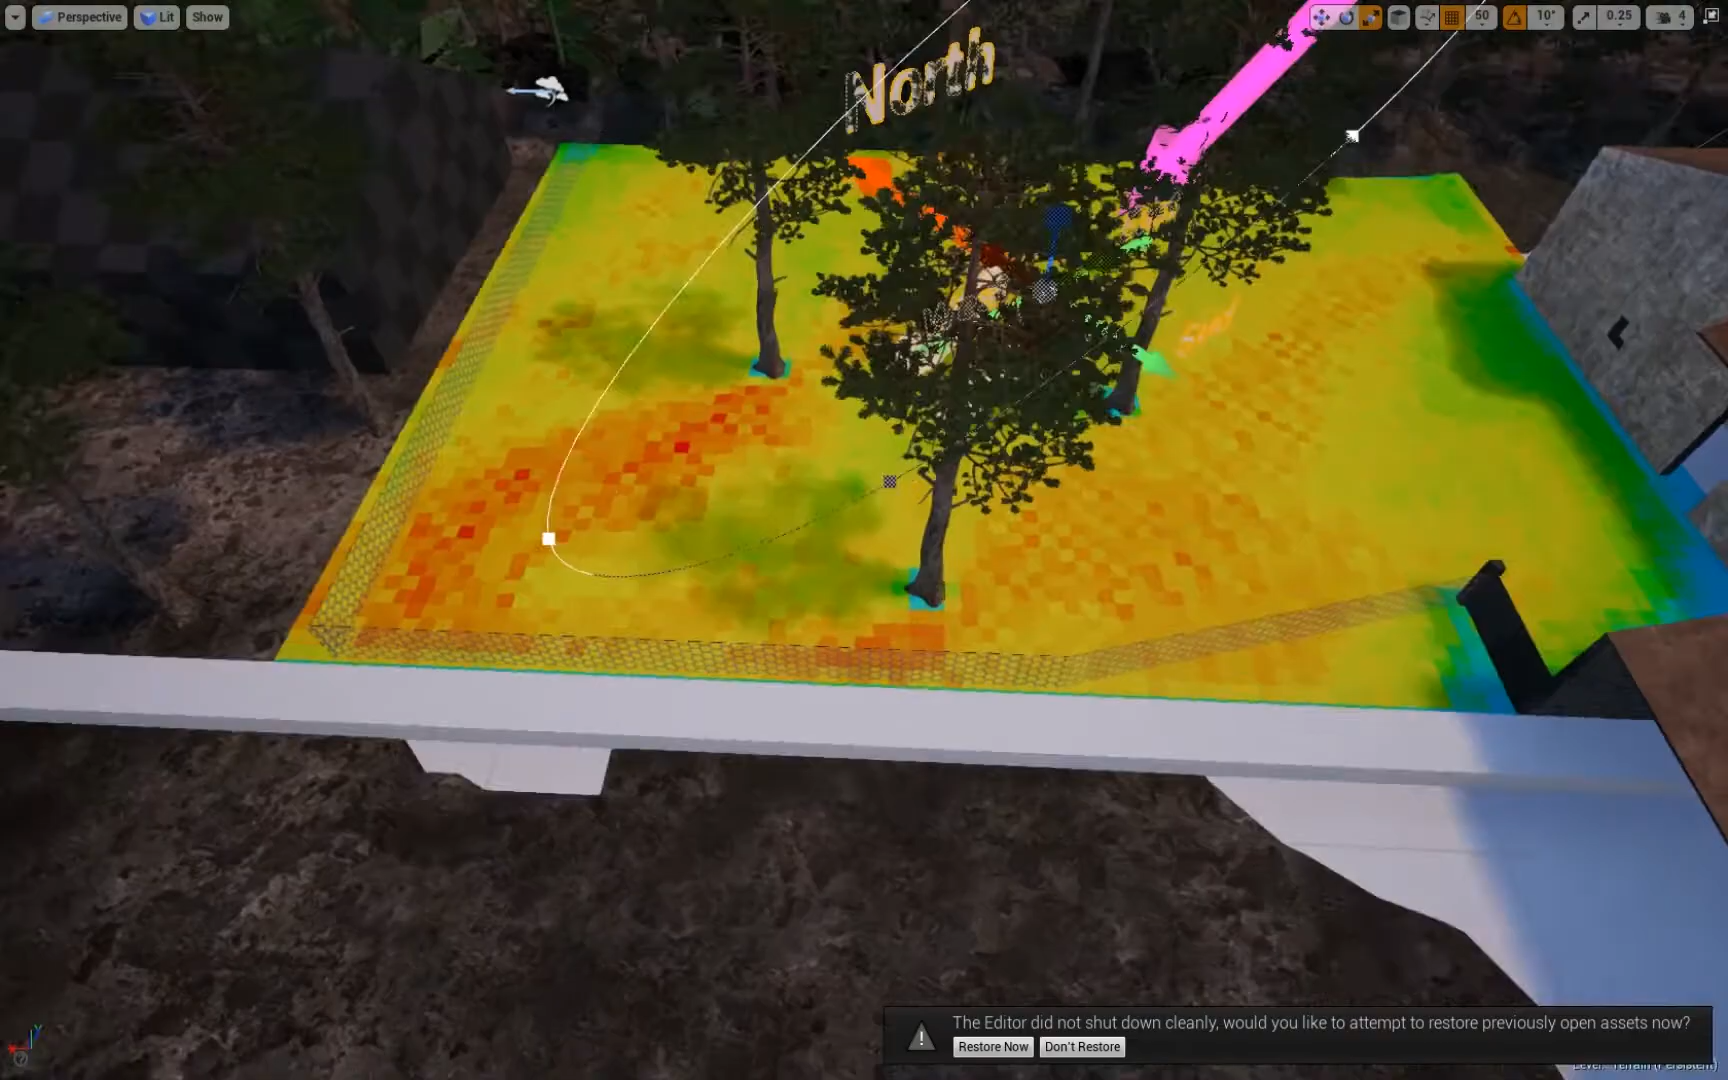 Perspective
Lit
Show
50
10°
0.25
4
North
The Editor did not shut down cleanly, would you like to attempt to restore previously open assets now?
Restore Now
Don't Restore